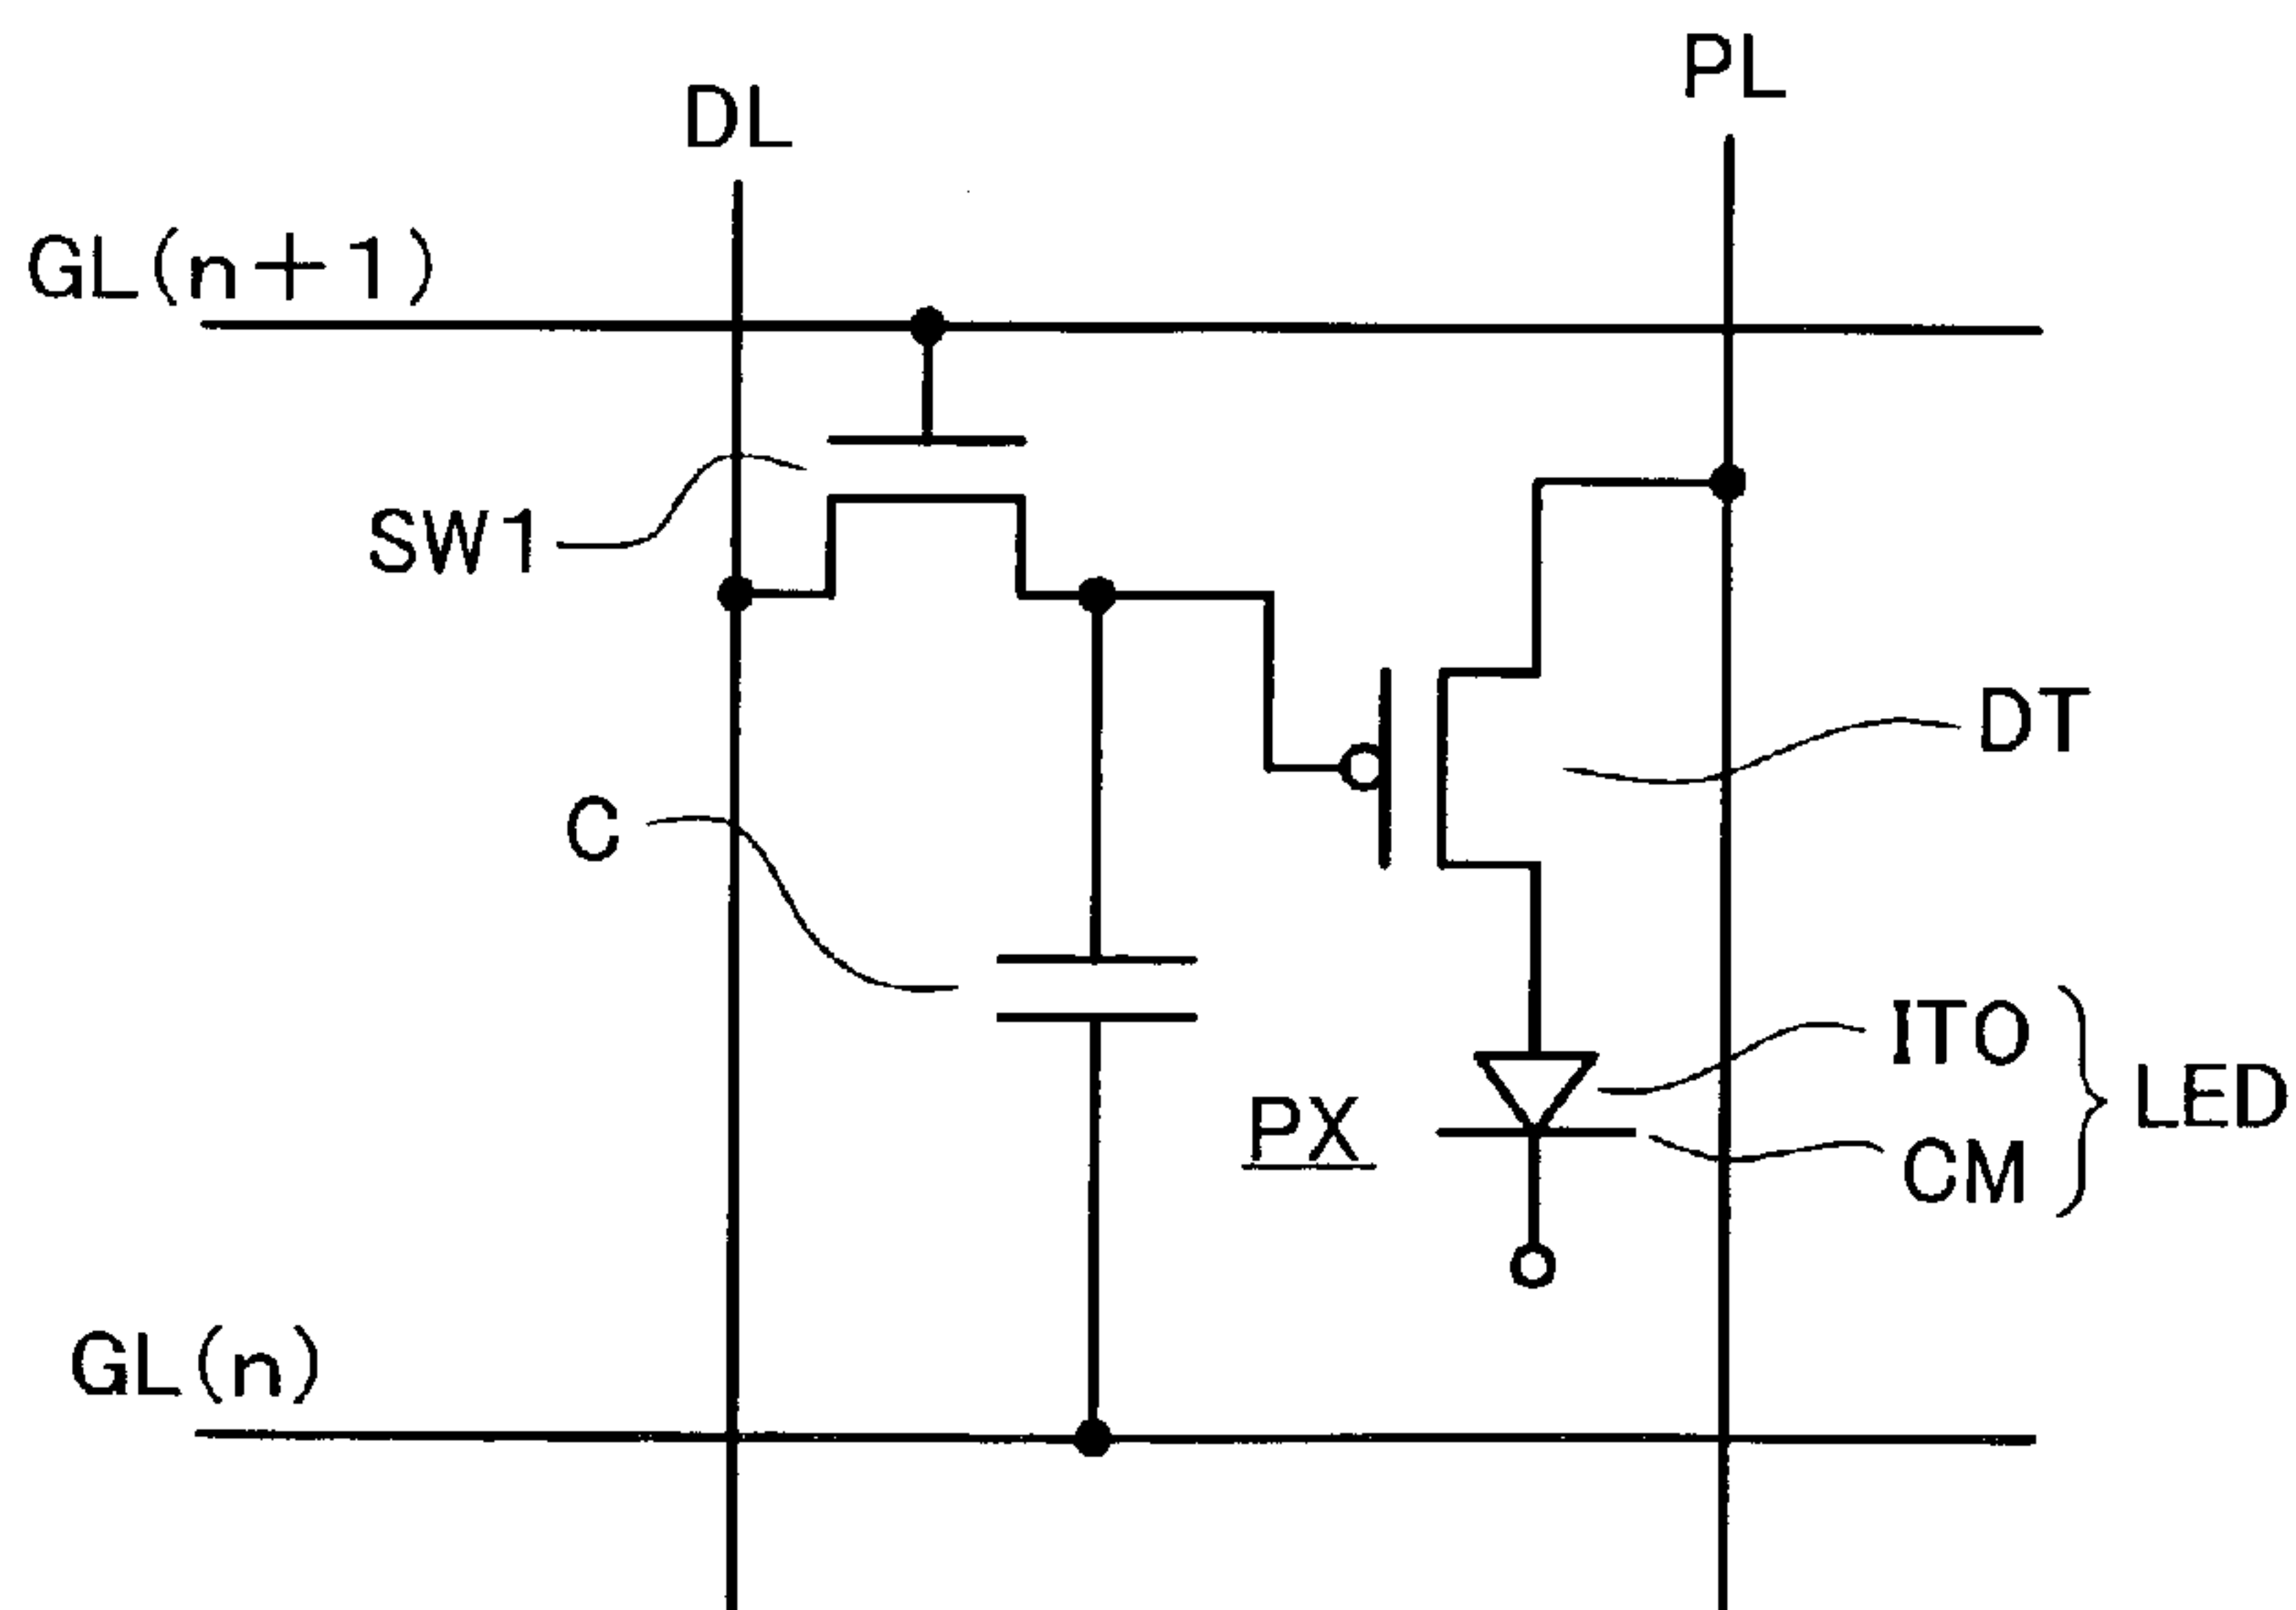 PL
DL
GL(n+1)
SW1
DT
C
ITO
LED
PX
CM
GL(n)